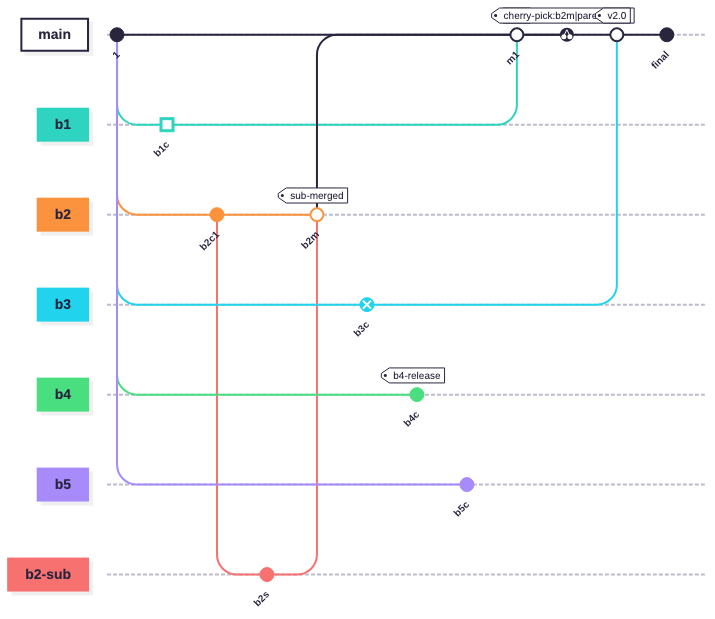 main
cherry-pick:b2m|pare
v2.0
1
m1
final
b1
b1c
sub-merged
b2
b2c1
b2m
b3
b3c
b4-release
b4
b4c
b5
b5c
b2-sub
b2s